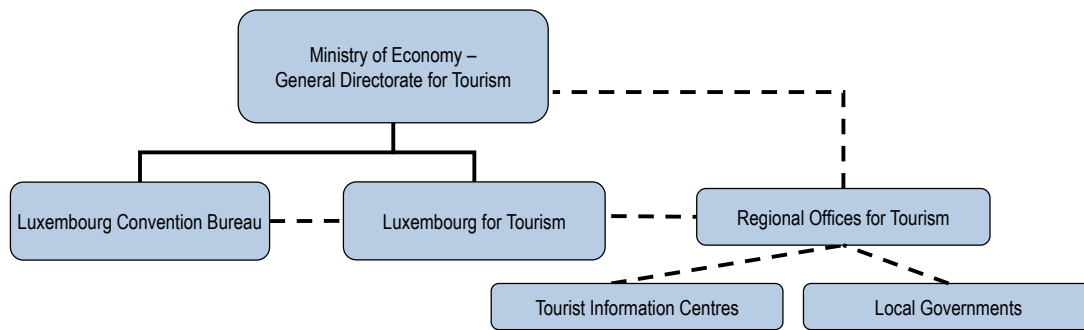 Ministry of Economy –
General Directorate for Tourism
Luxembourg Convention Bureau
Luxembourg for Tourism
Regional Offices for Tourism
Tourist Information Centres
Local Governments